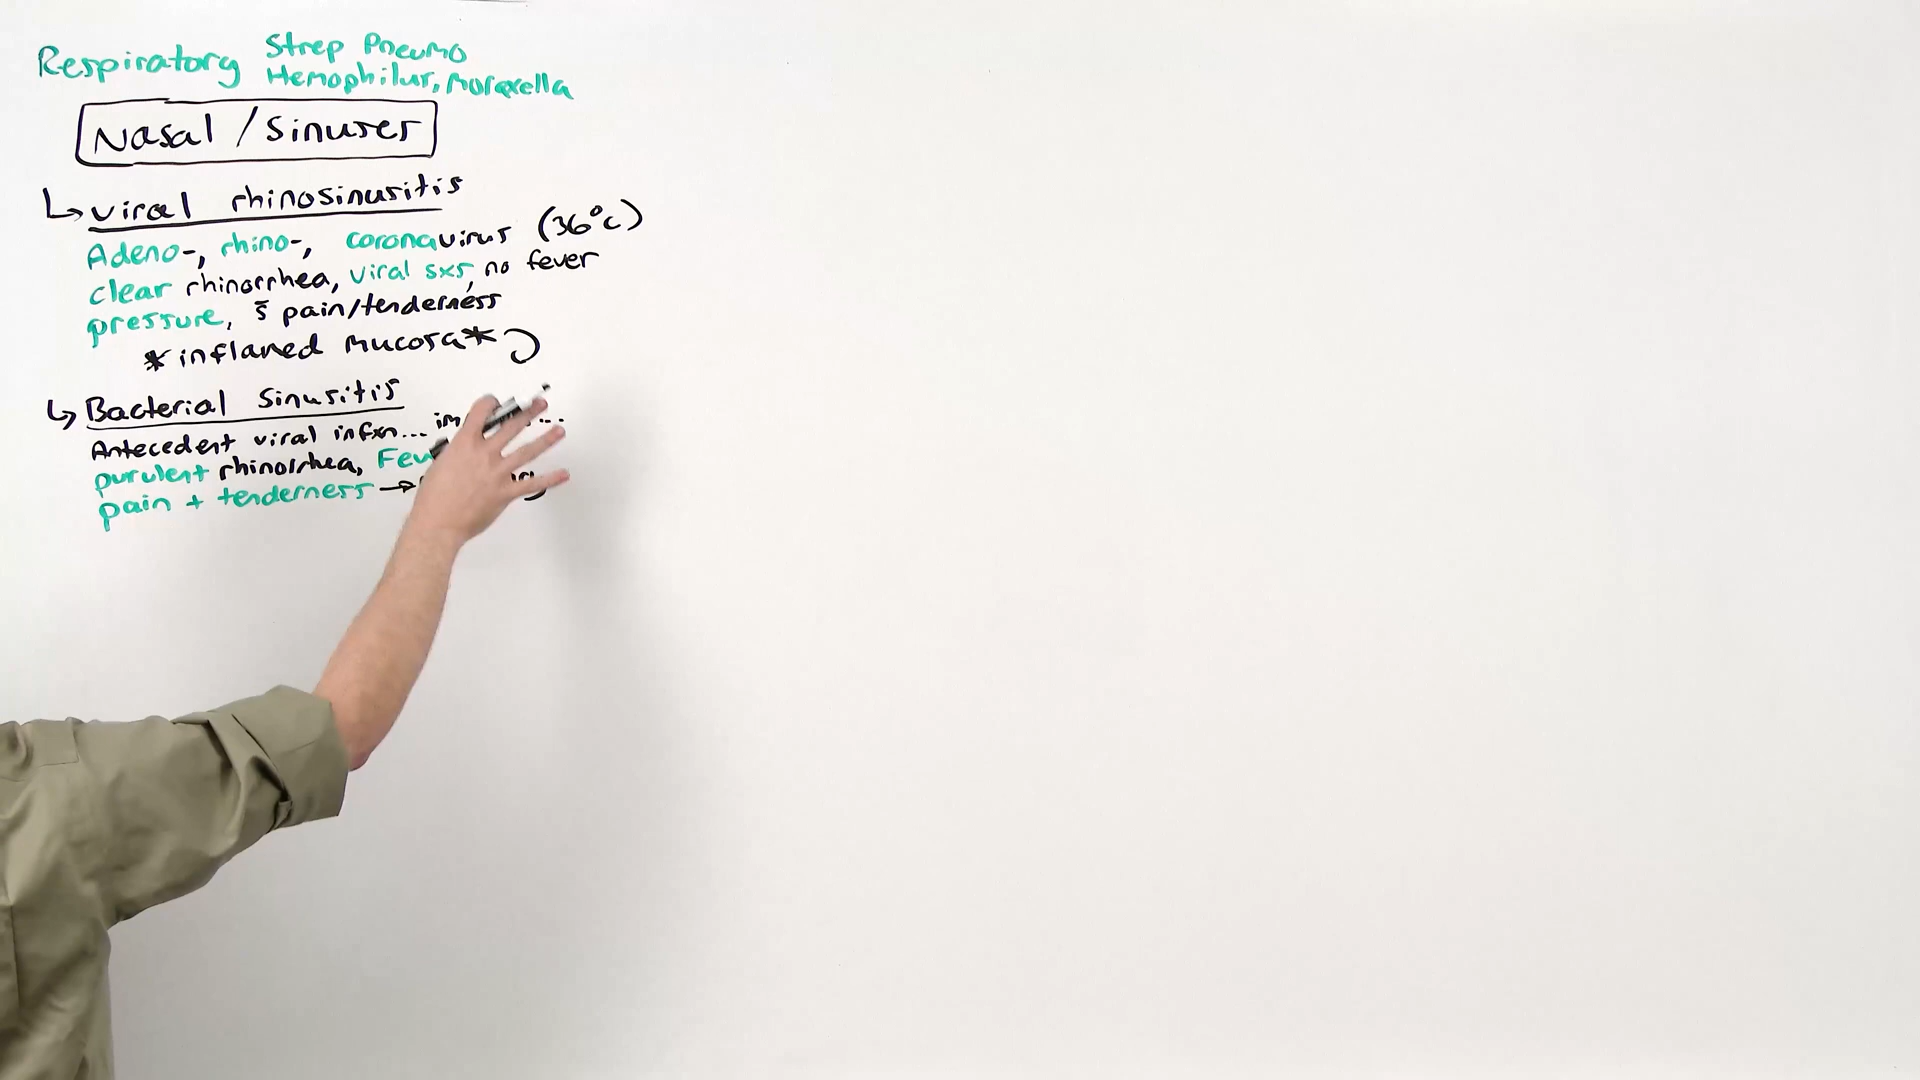 Respiratory Strep Pneumo
Hemophilus, Moraxella
Nasal / Sinuses
↳ Viral rhinosinusitis
Adeno-, rhino-, coronavirus (36°C)
clear rhinorrhea, viral sxs, no fever
pressure, s̄ pain/tenderness
*inflamed mucosa*
↳ Bacterial Sinusitis
Antecedent viral infxn...
purulent rhinorrhea,
pain + tenderness →